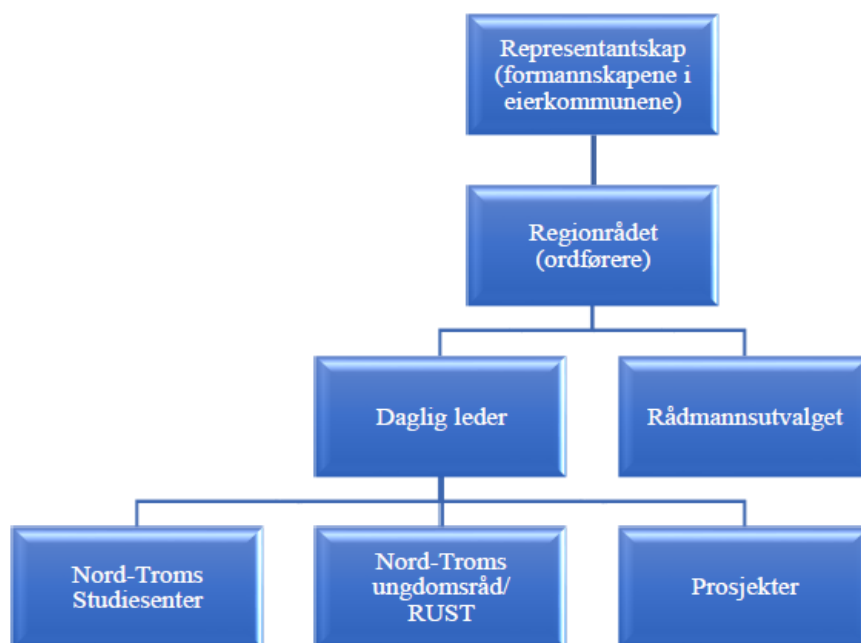 Representantskap
(formannskapene i
eierkommunene)
Regionrådet
(ordførere)
Daglig leder
Rådmannsutvalget
Nord-Troms
Studiesenter
Nord-Troms
ungdomsråd/
RUST
Prosjekter